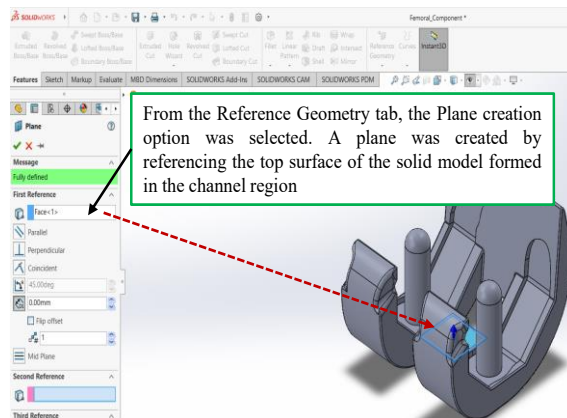 SOLIDWORKS
Femoral_Component *
Extruded Boss/Base
Revolved Boss/Base
Swept Boss/Base
Lofted Boss/Base
Boundary Boss/Base
Extruded Cut
Hole Wizard
Revolved Cut
Swept Cut
Lofted Cut
Boundary Cut
Fillet
Linear Pattern
Rib
Draft
Shell
Wrap
Intersect
Mirror
Reference Geometry
Curves
Instant3D
Features Sketch Markup Evaluate MBD Dimensions SOLIDWORKS Add-Ins SOLIDWORKS CAM SOLIDWORKS PDM
Plane
Message
Fully defined
First Reference
Face<1>
Parallel
Perpendicular
Coincident
45.00deg
0.00mm
Flip offset
1
Mid Plane
Second Reference
Third Reference
From the Reference Geometry tab, the Plane creation
option was selected. A plane was created by
referencing the top surface of the solid model formed
in the channel region